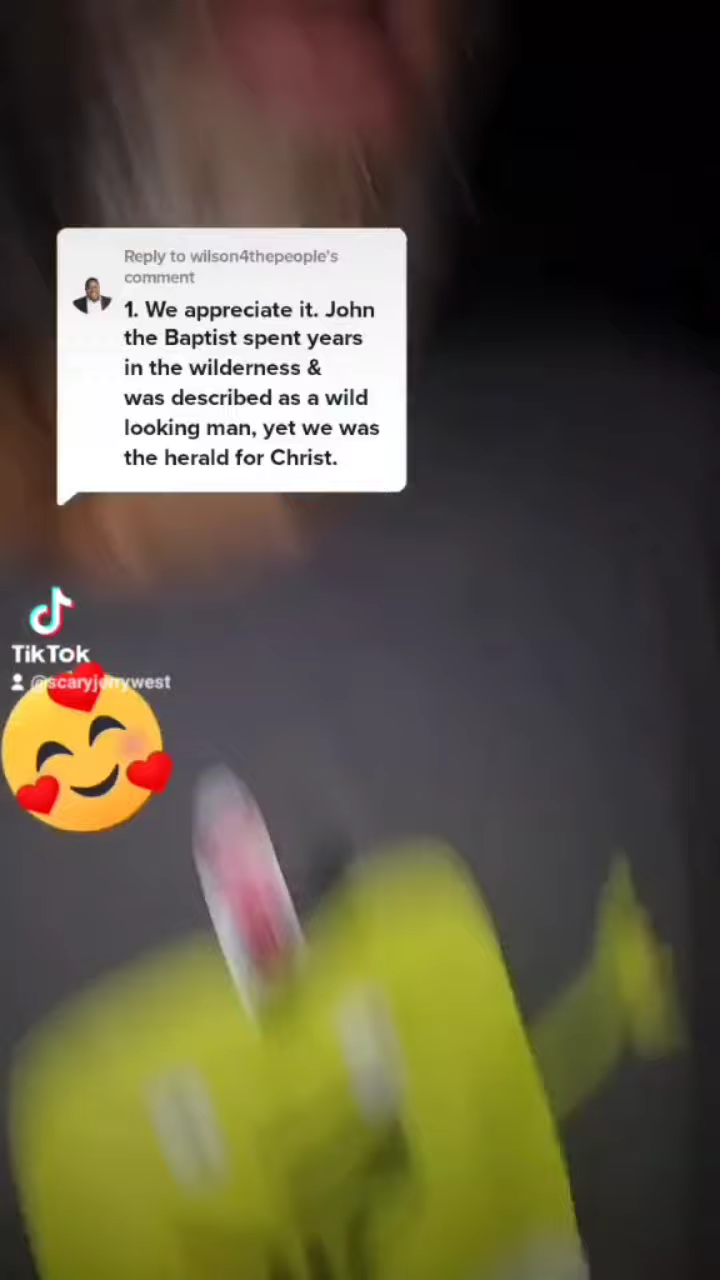 Reply to wilson4thepeople's
comment
1. We appreciate it. John
the Baptist spent years
in the wilderness &
was described as a wild
looking man, yet we was
the herald for Christ.
TikTok
@scaryjerrywest